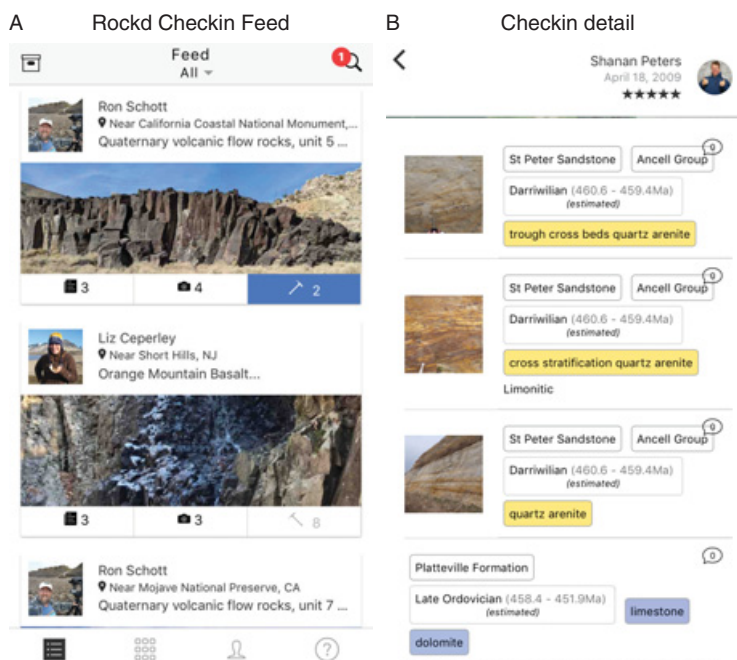 A Rockd Checkin Feed
Feed
All
1
Ron Schott
Near California Coastal National Monument,...
Quaternary volcanic flow rocks, unit 5 ...
3 4 2
Liz Ceperley
Near Short Hills, NJ
Orange Mountain Basalt...
3 3 8
Ron Schott
Near Mojave National Preserve, CA
Quaternary volcanic flow rocks, unit 7 ...
?
B Checkin detail
Shanan Peters
April 18, 2009
★★★★★
0
St Peter Sandstone Ancell Group
Darriwilian (460.6 - 459.4Ma)
(estimated)
trough cross beds quartz arenite
0
St Peter Sandstone Ancell Group
Darriwilian (460.6 - 459.4Ma)
(estimated)
cross stratification quartz arenite
Limonitic
0
St Peter Sandstone Ancell Group
Darriwilian (460.6 - 459.4Ma)
(estimated)
quartz arenite
0
Platteville Formation
Late Ordovician (458.4 - 451.9Ma) limestone
(estimated)
dolomite